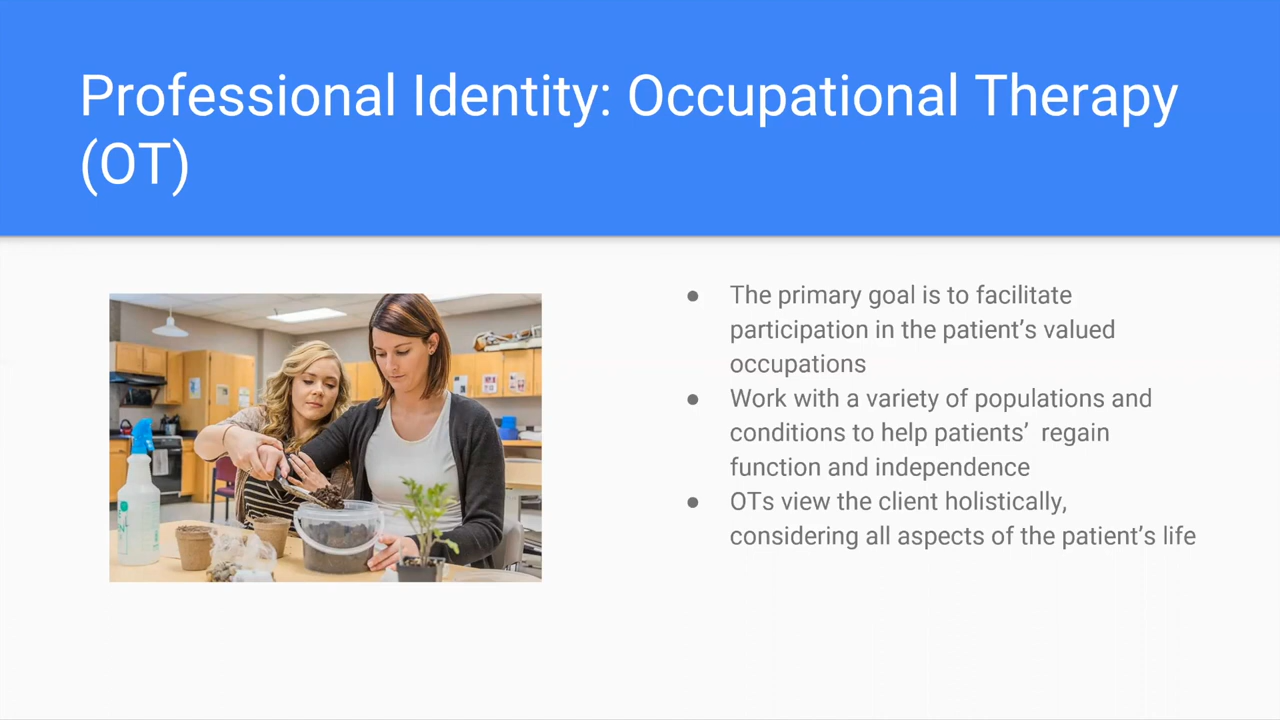 Professional Identity: Occupational Therapy
(OT)
● The primary goal is to facilitate
participation in the patient’s valued
occupations
● Work with a variety of populations and
conditions to help patients’  regain
function and independence
● OTs view the client holistically,
considering all aspects of the patient’s life